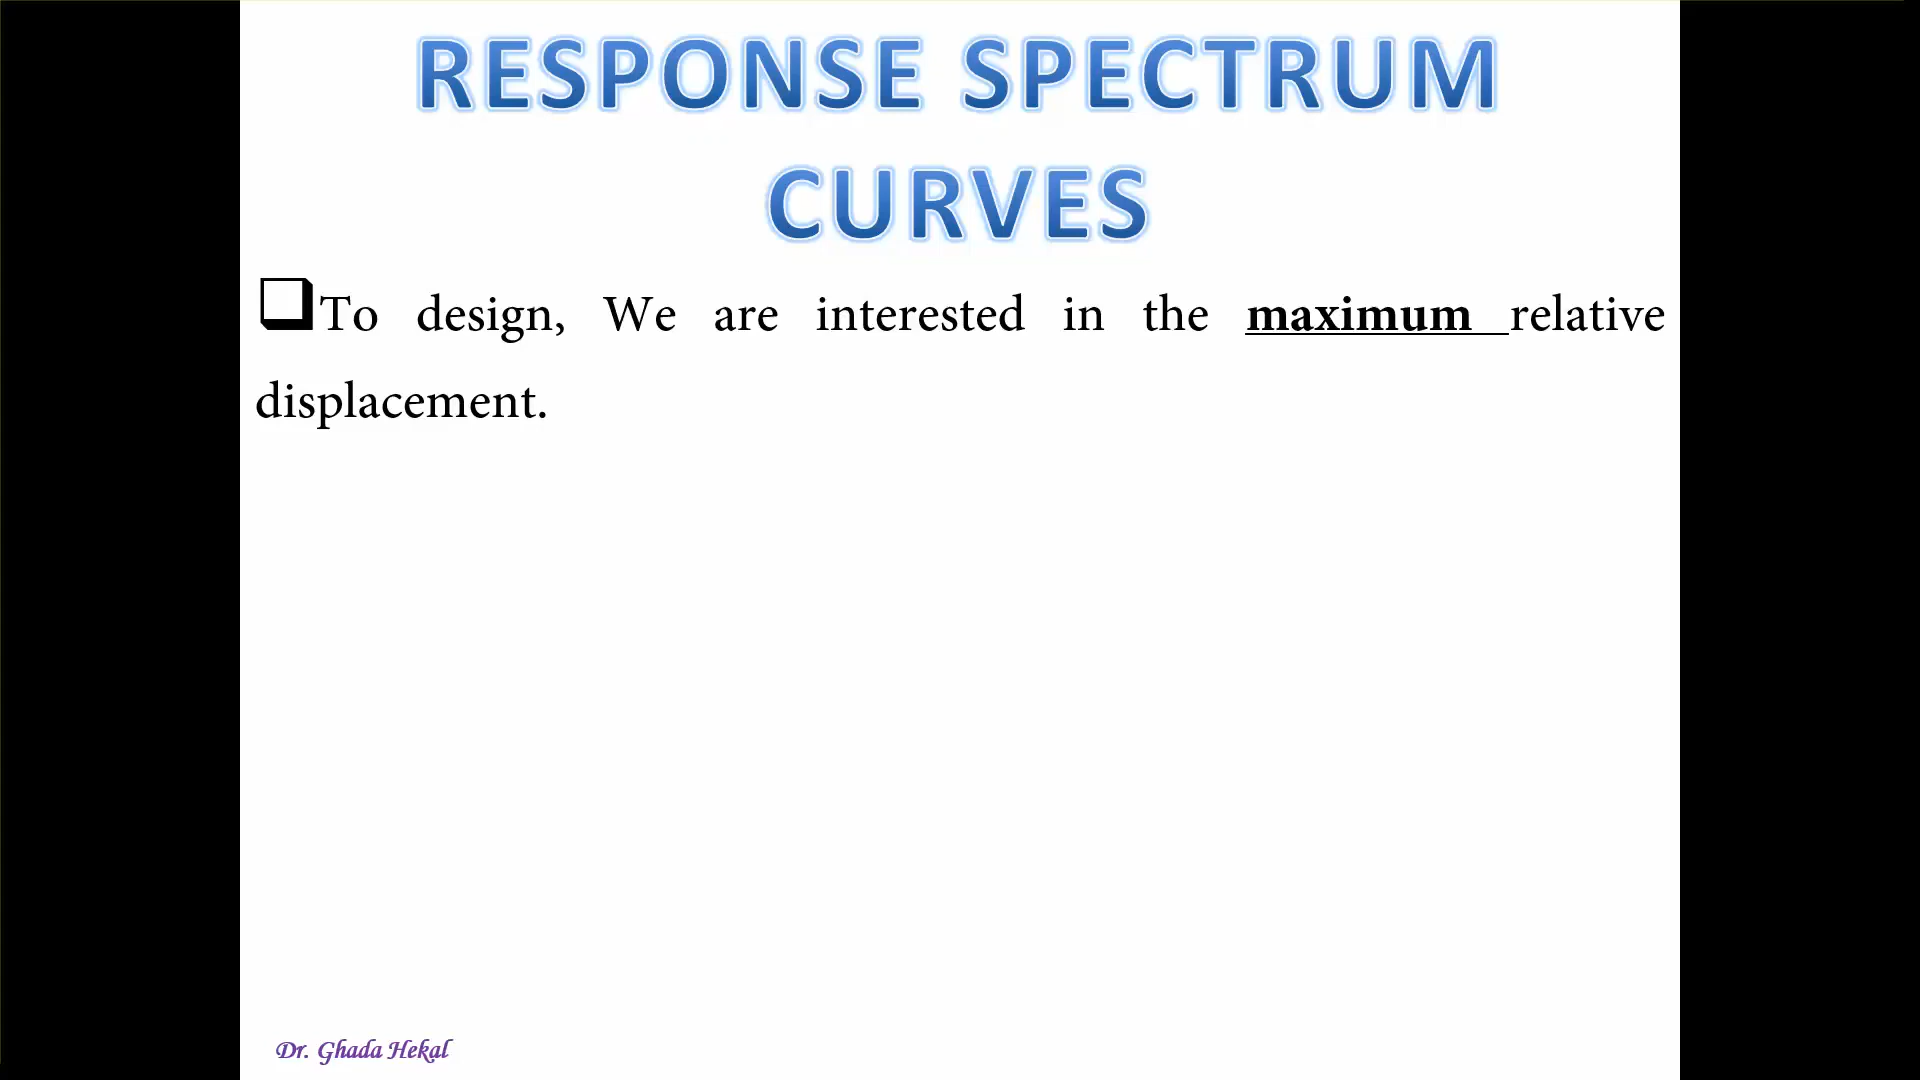 RESPONSE SPECTRUM
CURVES
To design, We are interested in the maximum relative
displacement.
Dr. Ghada Hekal